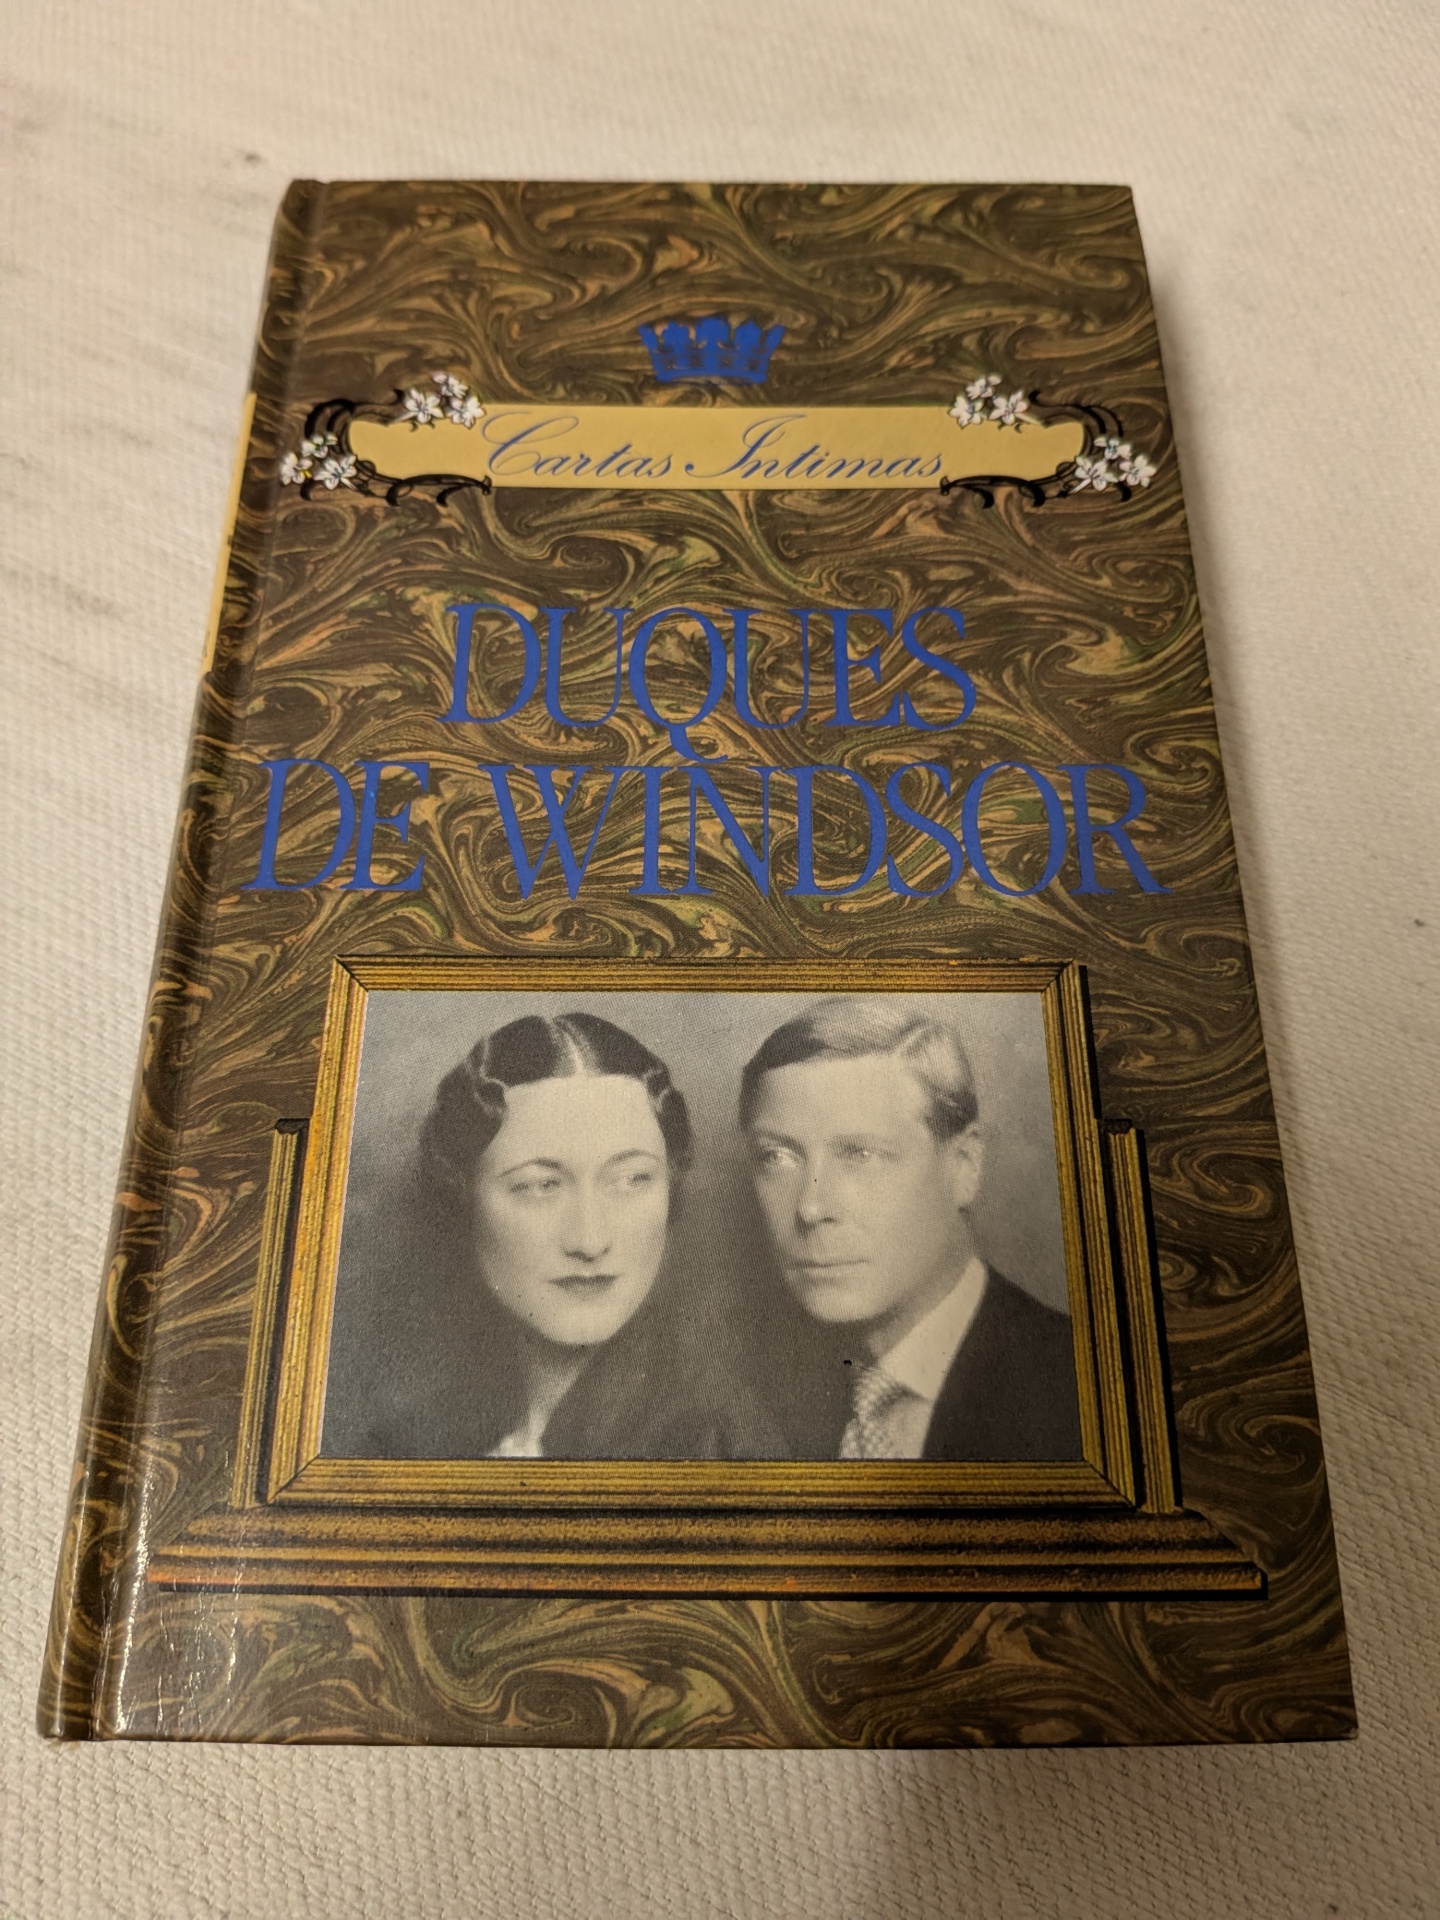 Cartas Intimas
DUQUES
DE WINDSOR